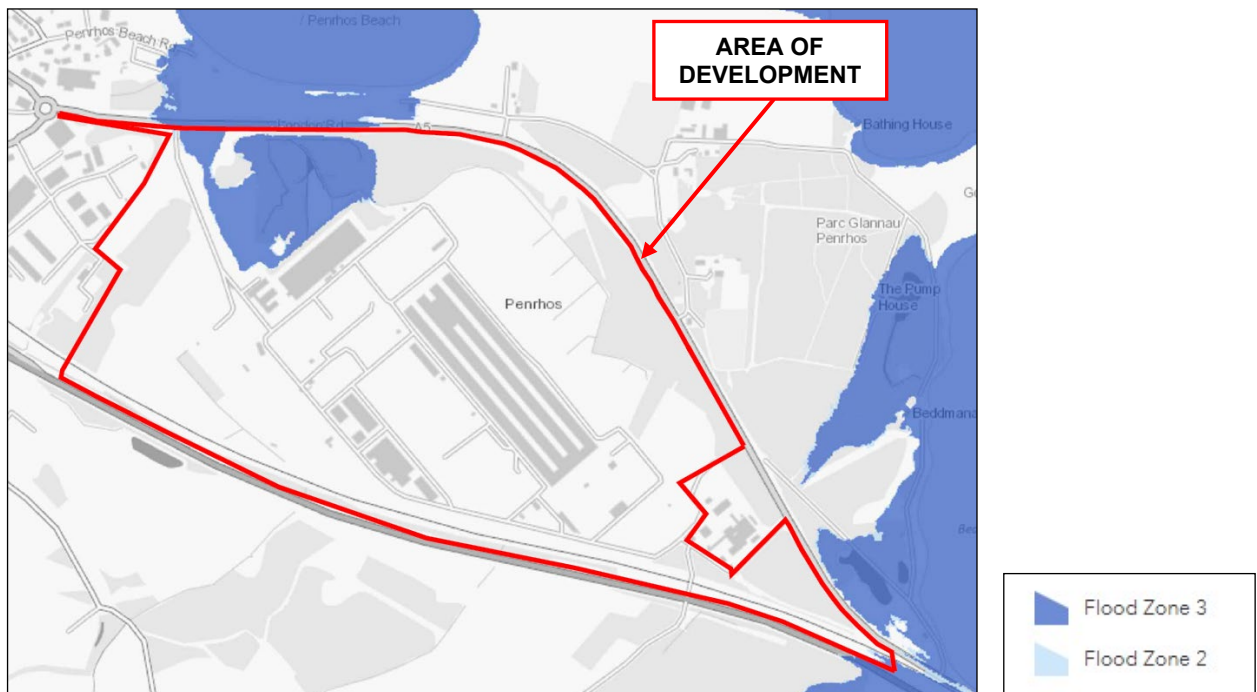 / Penrhos Beach
Penrhos Beach Rd
AREA OF
DEVELOPMENT
London Rd
A5
Bathing House
Parc Glannau
Penrhos
The Pump
House
Penrhos
Beddmana
Flood Zone 3
Flood Zone 2